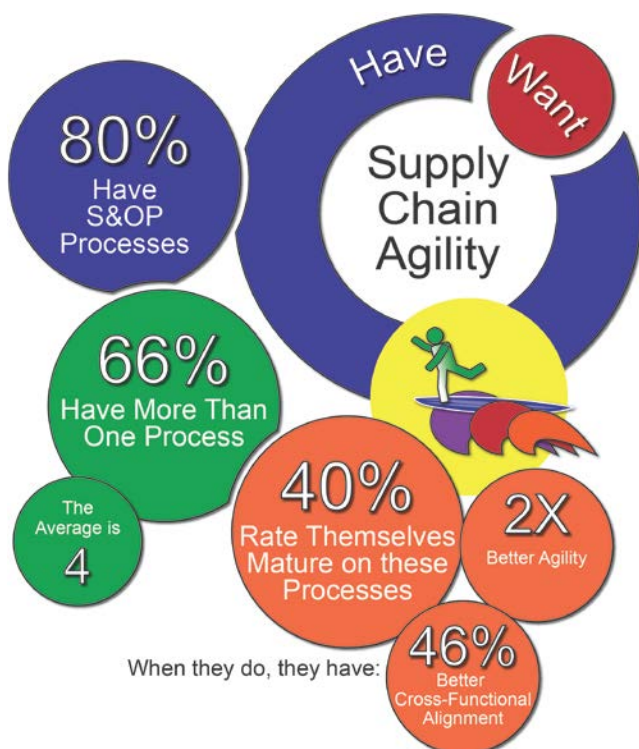 Have
Want
Supply
Chain
Agility
80%
Have
S&OP
Processes
66%
Have More Than
One Process
The
Average is
4
40%
Rate Themselves
Mature on these
Processes
2X
Better Agility
When they do, they have:
46%
Better
Cross-Functional
Alignment